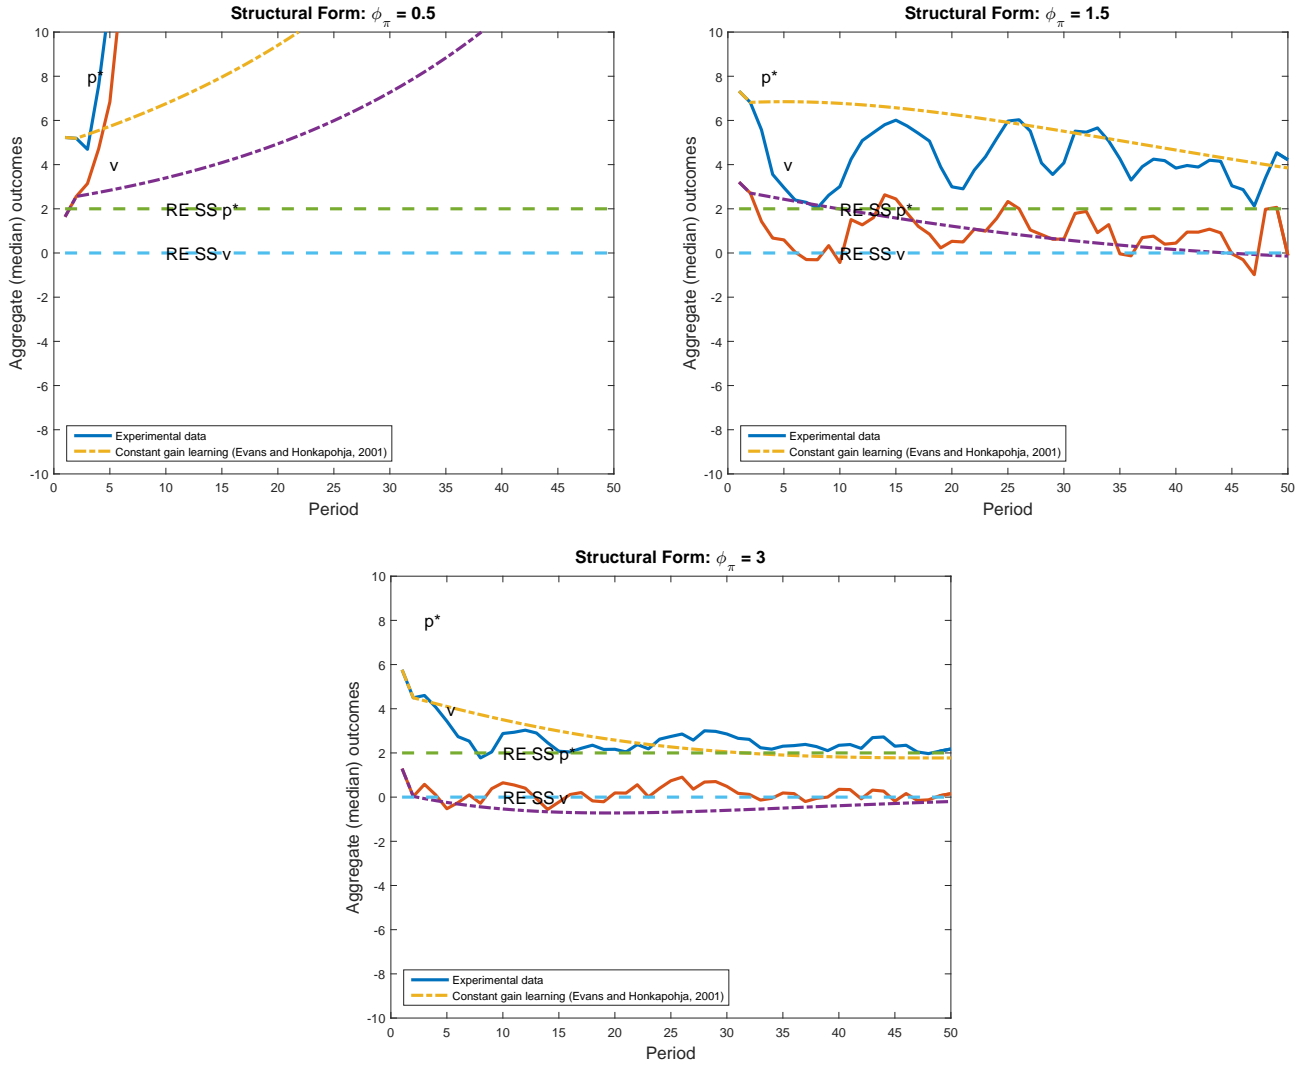 Structural Form: ϕ_π = 0.5
Aggregate (median) outcomes
10
8
6
4
2
0
-2
-4
-6
-8
-10
p*
v
RE SS p*
RE SS v
Experimental data
Constant gain learning (Evans and Honkapohja, 2001)
0 5 10 15 20 25 30 35 40 45 50
Period
Structural Form: ϕ_π = 1.5
Aggregate (median) outcomes
10
8
6
4
2
0
-2
-4
-6
-8
-10
p*
v
RE SS p*
RE SS v
Experimental data
Constant gain learning (Evans and Honkapohja, 2001)
0 5 10 15 20 25 30 35 40 45 50
Period
Structural Form: ϕ_π = 3
Aggregate (median) outcomes
10
8
6
4
2
0
-2
-4
-6
-8
-10
p*
v
RE SS p*
RE SS v
Experimental data
Constant gain learning (Evans and Honkapohja, 2001)
0 5 10 15 20 25 30 35 40 45 50
Period